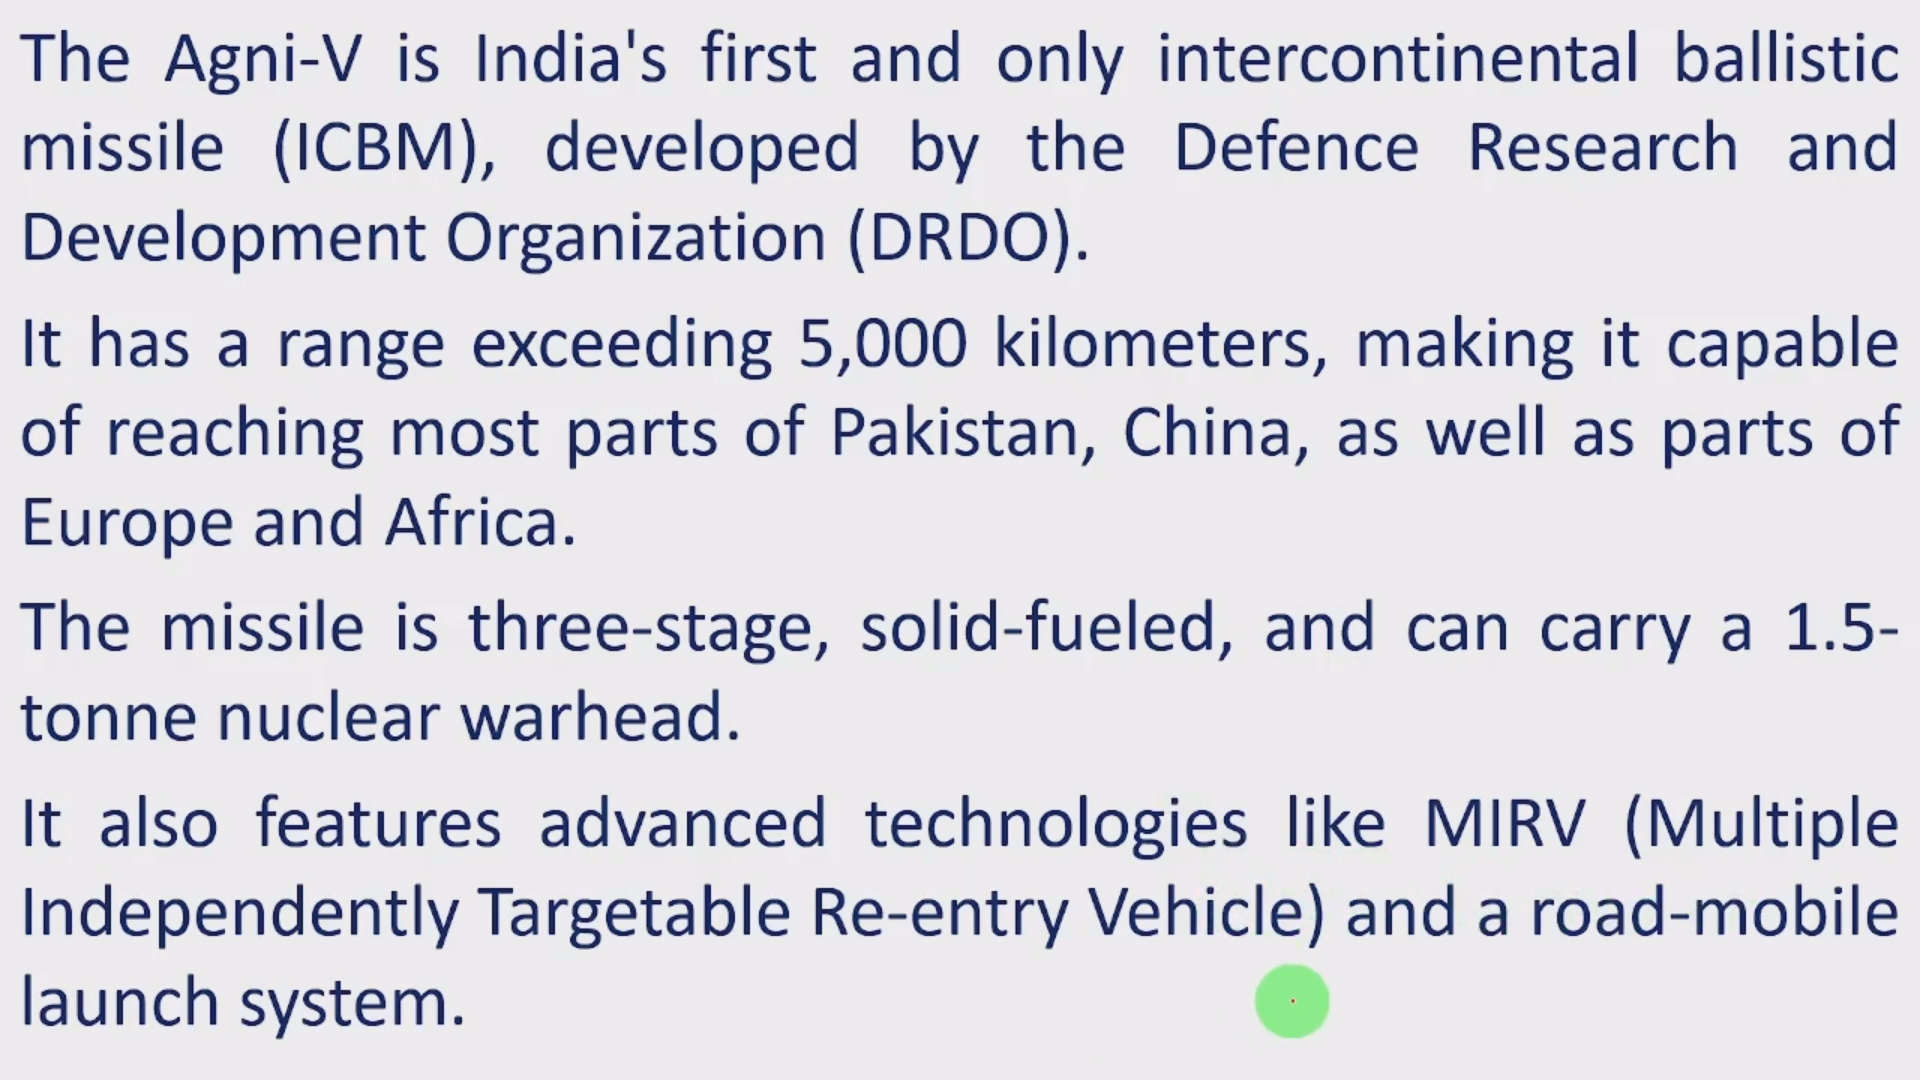 The Agni-V is India's first and only intercontinental ballistic
missile (ICBM), developed by the Defence Research and
Development Organization (DRDO).
It has a range exceeding 5,000 kilometers, making it capable
of reaching most parts of Pakistan, China, as well as parts of
Europe and Africa.
The missile is three-stage, solid-fueled, and can carry a 1.5-
tonne nuclear warhead.
It also features advanced technologies like MIRV (Multiple
Independently Targetable Re-entry Vehicle) and a road-mobile
launch system.